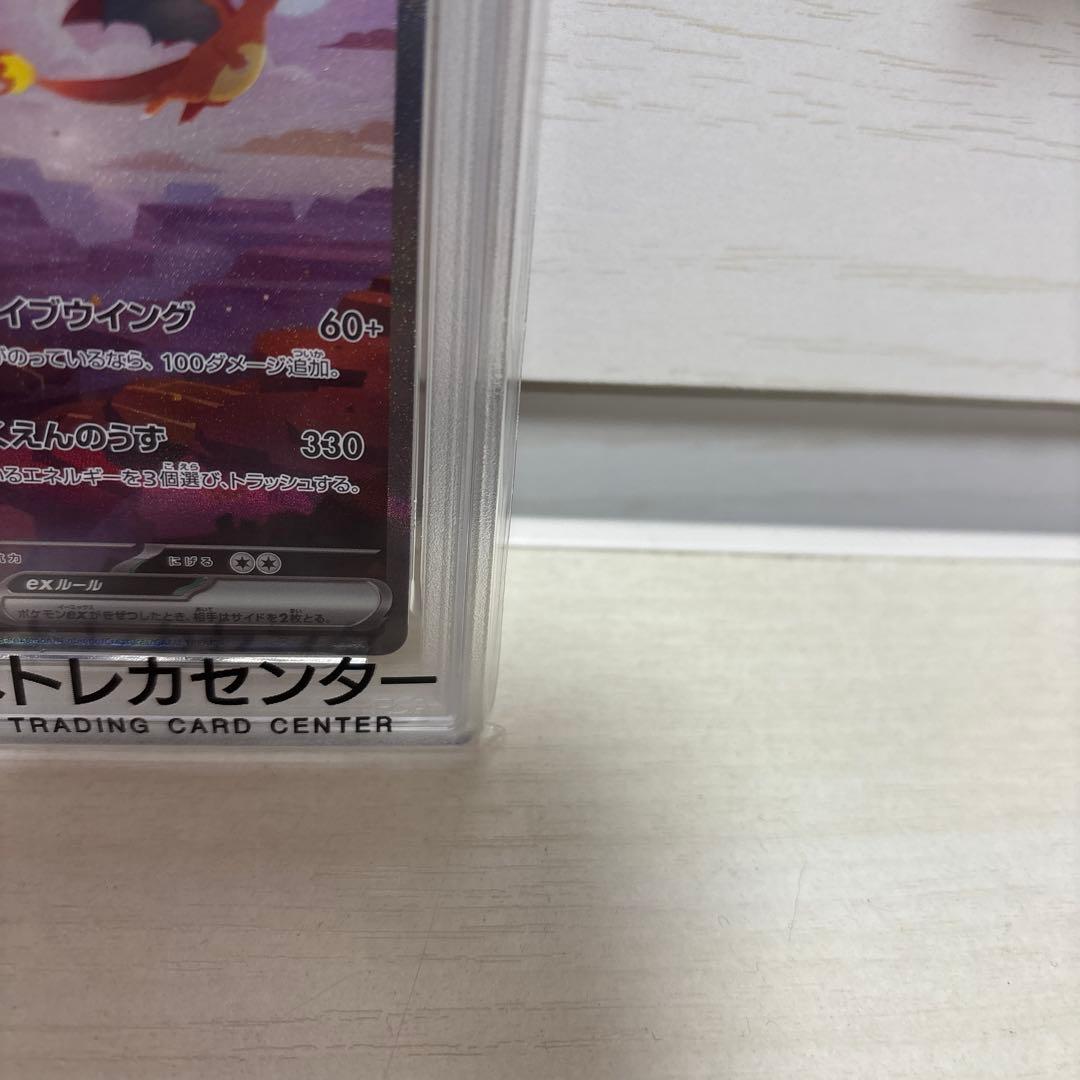 イブウイング 60+
がのっているなら、100ダメージ追加。
くえんのうず 330
いるエネルギーを3個選び、トラッシュする。
抗力 にげる
exルール
ポケモンexがきぜつしたとき、相手はサイドを2枚とる。
トレカセンター
TRADING CARD CENTER